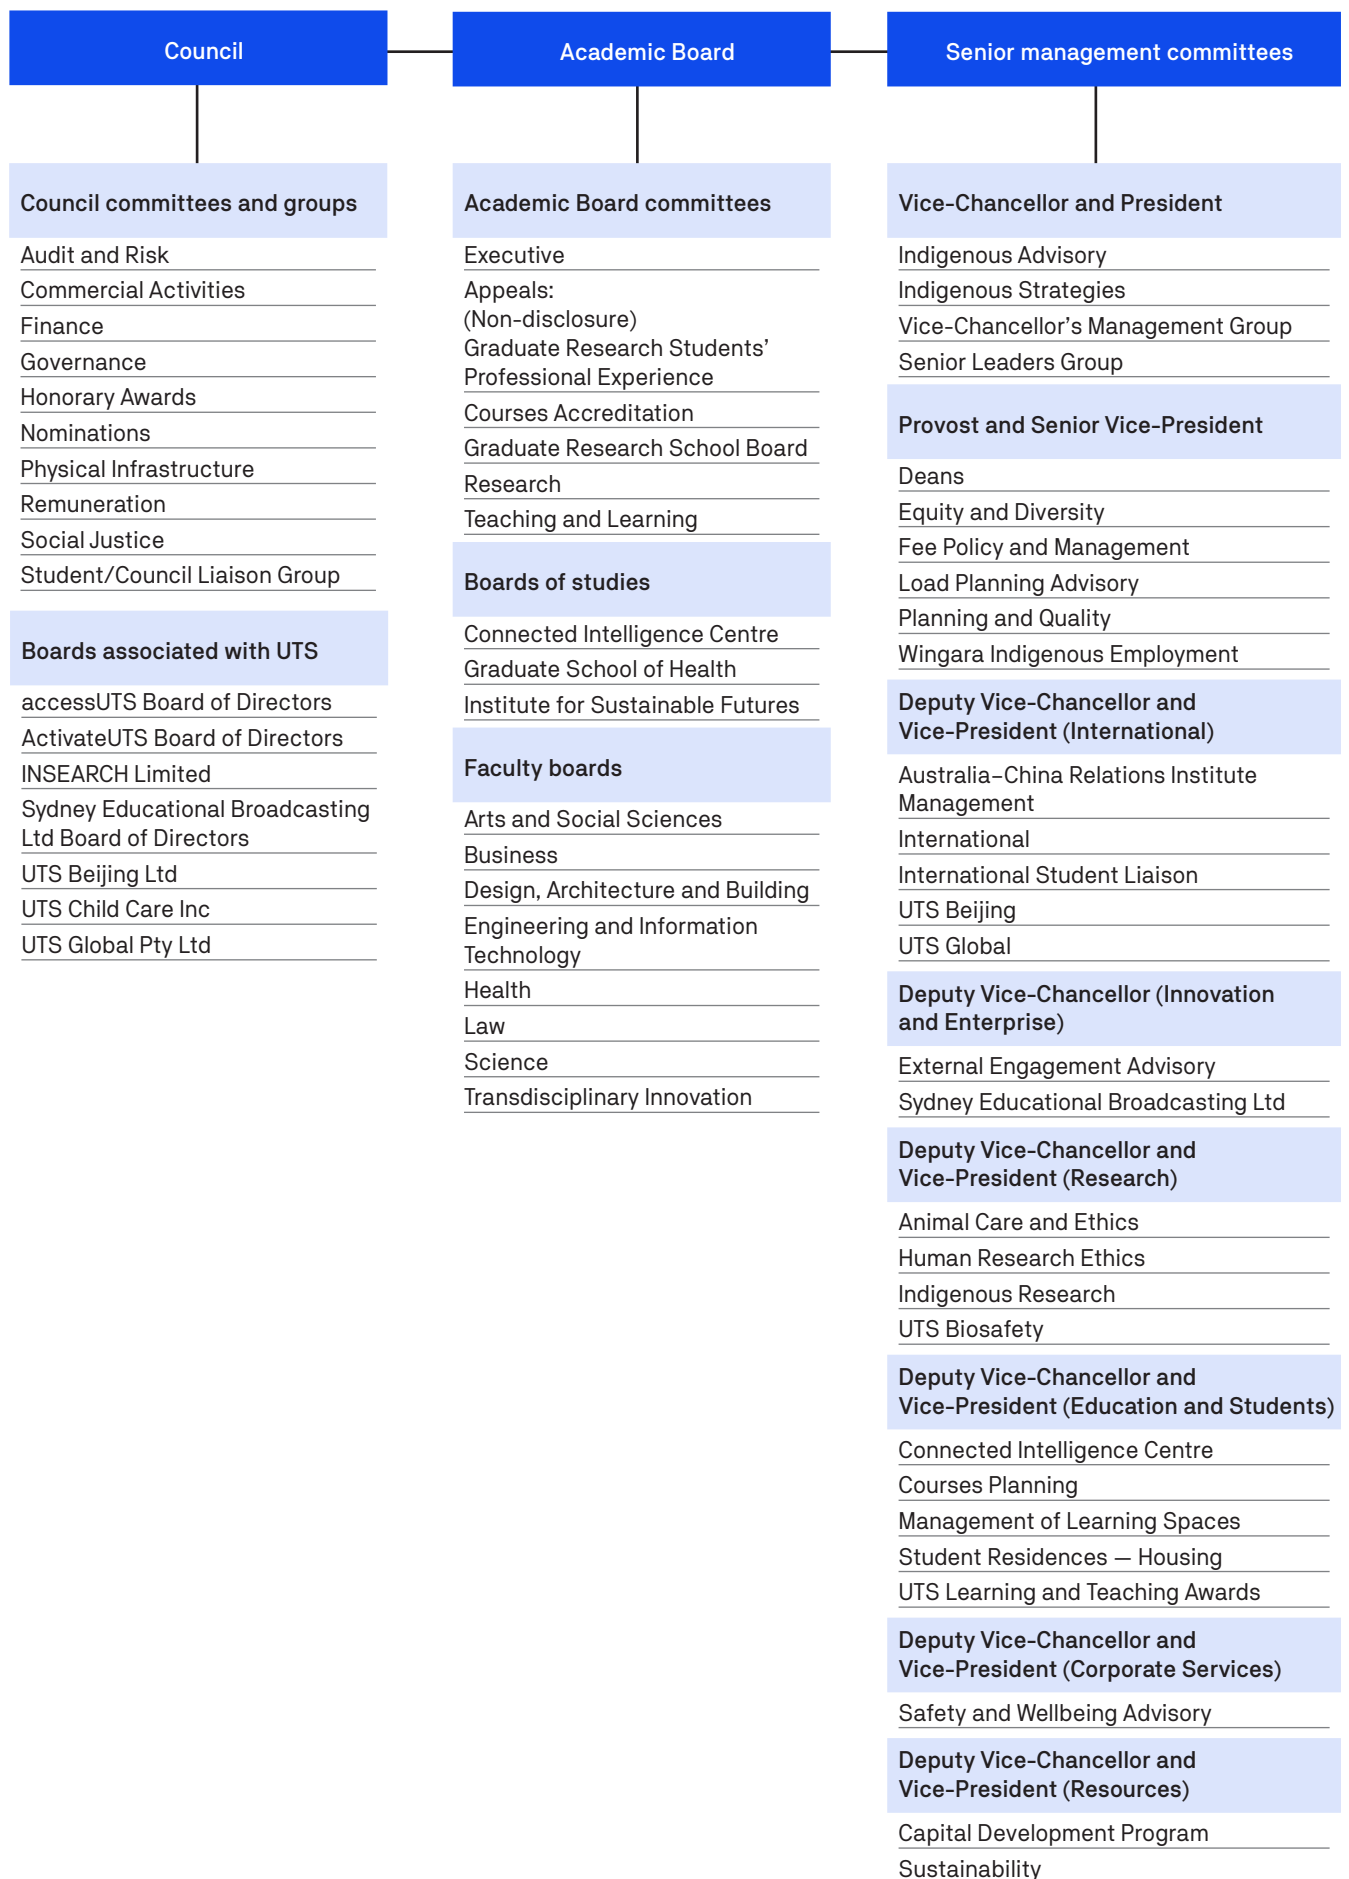 Council
Academic Board
Senior management committees
Council committees and groups
Audit and Risk
Commercial Activities
Finance
Governance
Honorary Awards
Nominations
Physical Infrastructure
Remuneration
Social Justice
Student/Council Liaison Group
Boards associated with UTS
accessUTS Board of Directors
ActivateUTS Board of Directors
INSEARCH Limited
Sydney Educational Broadcasting
Ltd Board of Directors
UTS Beijing Ltd
UTS Child Care Inc
UTS Global Pty Ltd
Academic Board committees
Executive
Appeals:
(Non-disclosure)
Graduate Research Students’
Professional Experience
Courses Accreditation
Graduate Research School Board
Research
Teaching and Learning
Boards of studies
Connected Intelligence Centre
Graduate School of Health
Institute for Sustainable Futures
Faculty boards
Arts and Social Sciences
Business
Design, Architecture and Building
Engineering and Information
Technology
Health
Law
Science
Transdisciplinary Innovation
Vice-Chancellor and President
Indigenous Advisory
Indigenous Strategies
Vice-Chancellor’s Management Group
Senior Leaders Group
Provost and Senior Vice-President
Deans
Equity and Diversity
Fee Policy and Management
Load Planning Advisory
Planning and Quality
Wingara Indigenous Employment
Deputy Vice-Chancellor and
Vice-President (International)
Australia–China Relations Institute
Management
International
International Student Liaison
UTS Beijing
UTS Global
Deputy Vice-Chancellor (Innovation
and Enterprise)
External Engagement Advisory
Sydney Educational Broadcasting Ltd
Deputy Vice-Chancellor and
Vice-President (Research)
Animal Care and Ethics
Human Research Ethics
Indigenous Research
UTS Biosafety
Deputy Vice-Chancellor and
Vice-President (Education and Students)
Connected Intelligence Centre
Courses Planning
Management of Learning Spaces
Student Residences — Housing
UTS Learning and Teaching Awards
Deputy Vice-Chancellor and
Vice-President (Corporate Services)
Safety and Wellbeing Advisory
Deputy Vice-Chancellor and
Vice-President (Resources)
Capital Development Program
Sustainability